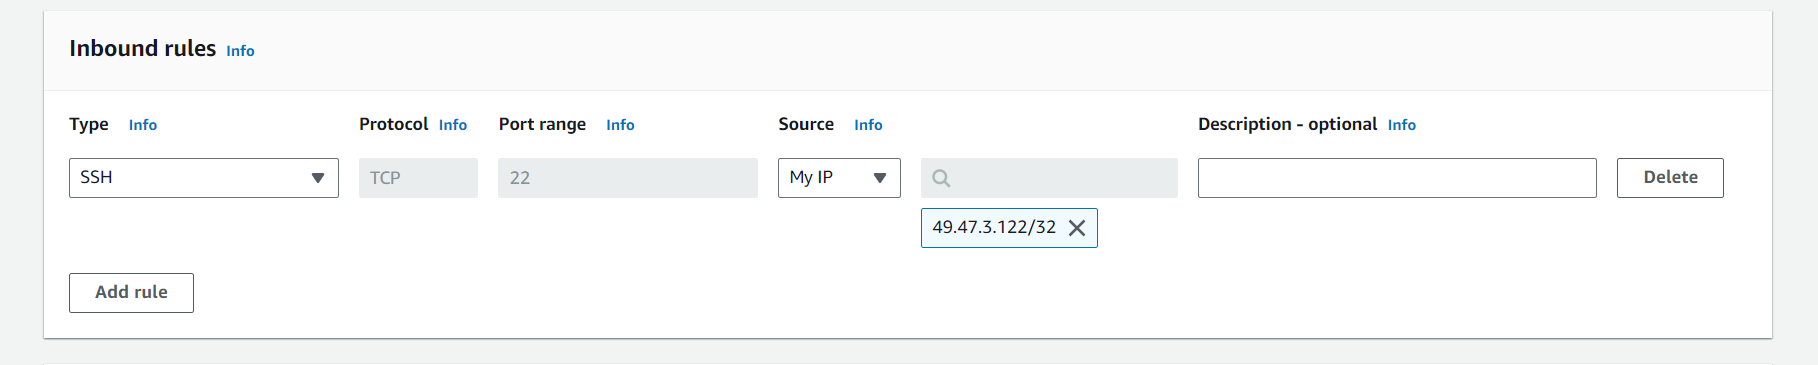 Inbound rules Info
Type Info Protocol Info Port range Info Source Info Description - optional Info
SSH TCP 22 My IP Delete
49.47.3.122/32
Add rule